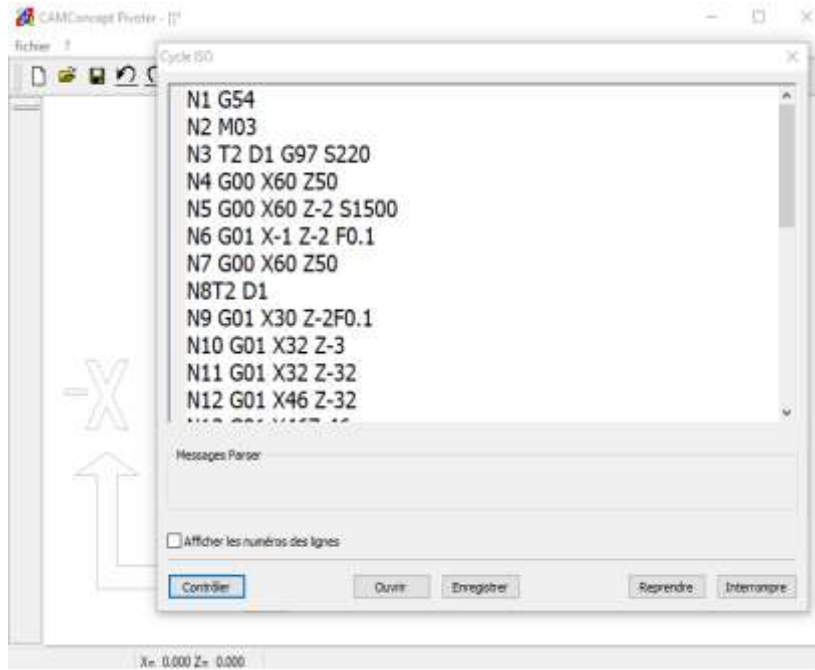 CAMConcept Pivoter - []*
Fichier ?
Cycle ISO
N1 G54
N2 M03
N3 T2 D1 G97 S220
N4 G00 X60 Z50
N5 G00 X60 Z-2 S1500
N6 G01 X-1 Z-2 F0.1
N7 G00 X60 Z50
N8T2 D1
N9 G01 X30 Z-2F0.1
N10 G01 X32 Z-3
N11 G01 X32 Z-32
N12 G01 X46 Z-32
-X
Messages Parser
Afficher les numéros des lignes
Contrôler Ouvrir Enregistrer Reprendre Interrompre
X= 0.000 Z= 0.000